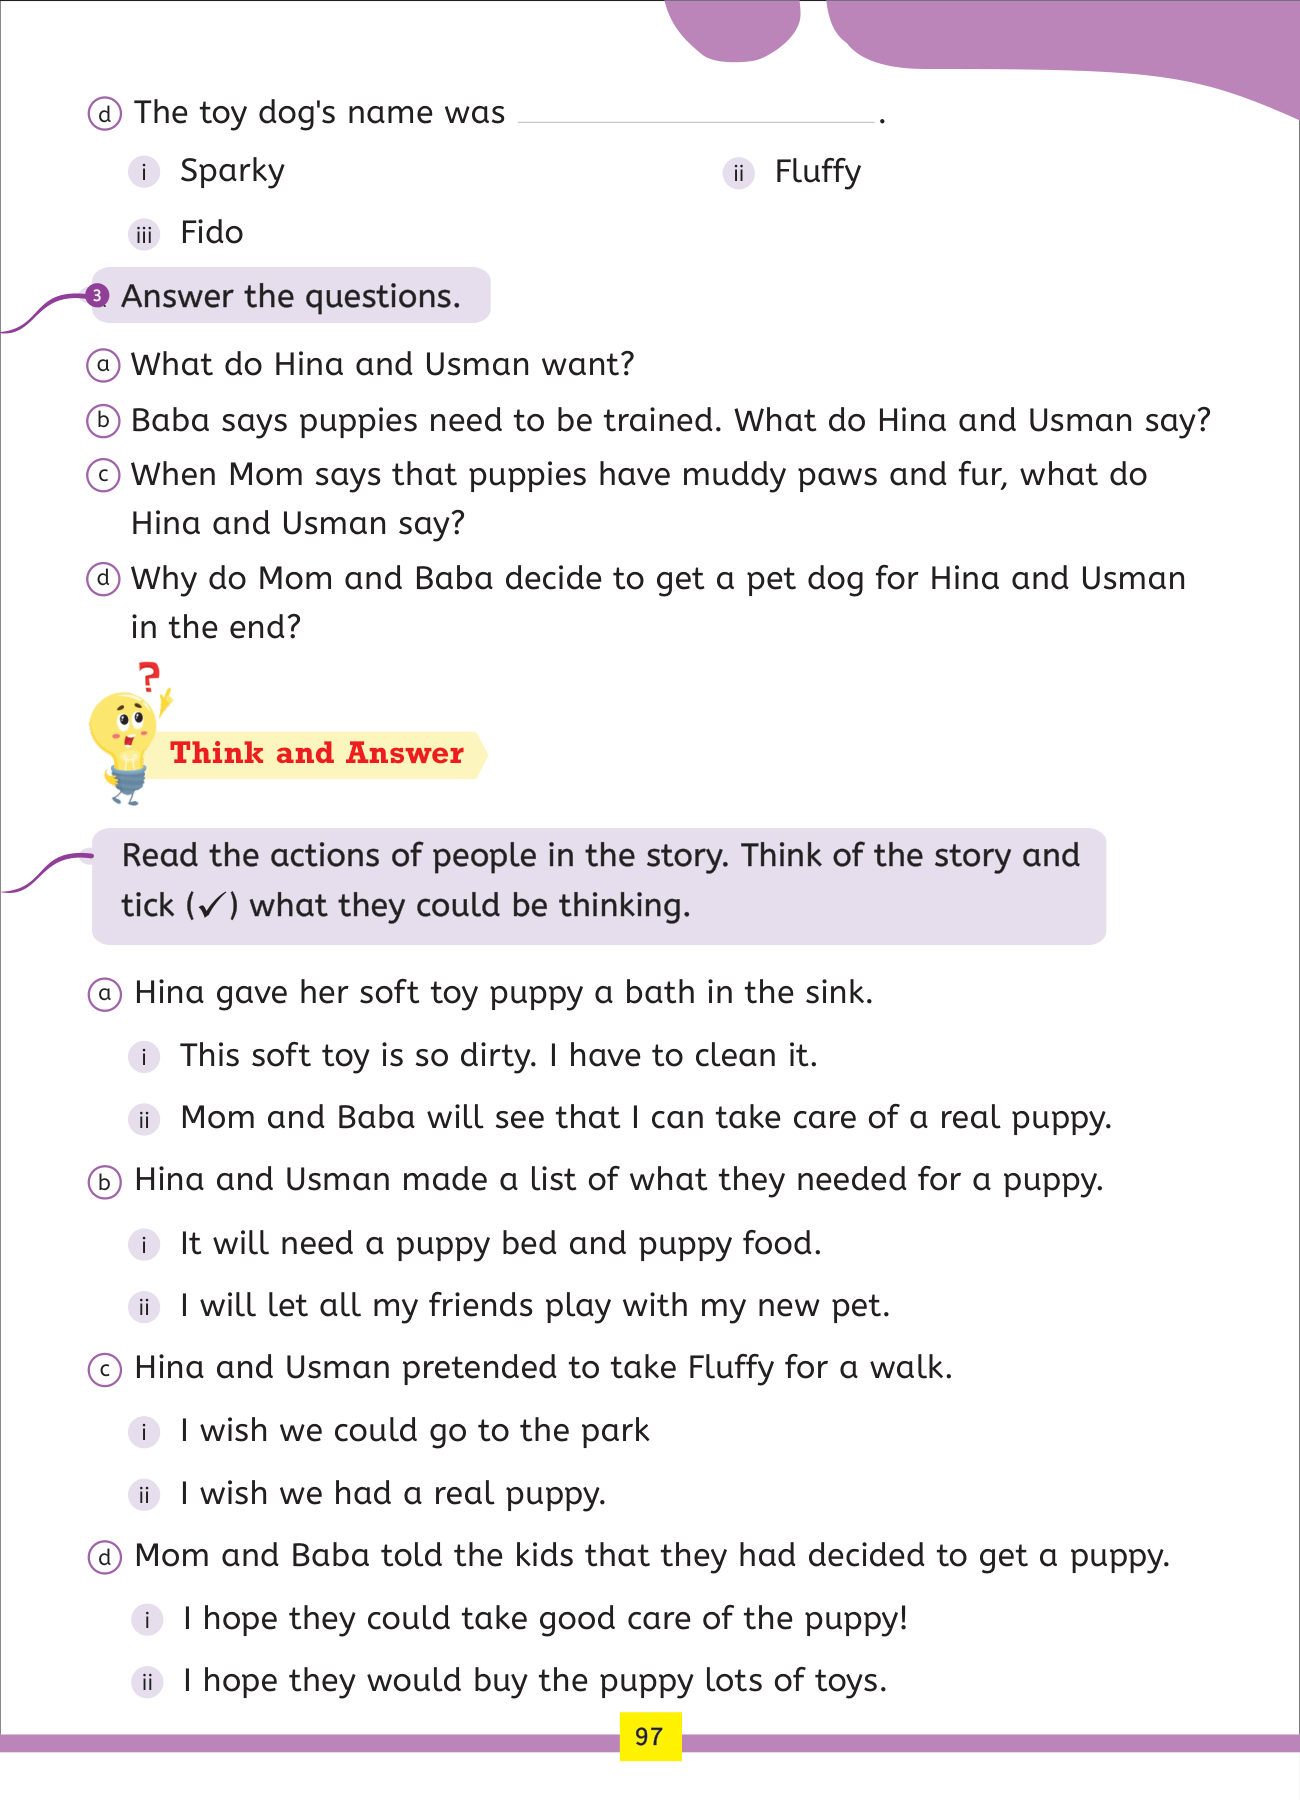 d The toy dog's name was ______________________.
i Sparky
ii Fluffy
iii Fido
3 Answer the questions.
a What do Hina and Usman want?
b Baba says puppies need to be trained. What do Hina and Usman say?
c When Mom says that puppies have muddy paws and fur, what do
Hina and Usman say?
d Why do Mom and Baba decide to get a pet dog for Hina and Usman
in the end?
?
Think and Answer
Read the actions of people in the story. Think of the story and
tick (✓) what they could be thinking.
a Hina gave her soft toy puppy a bath in the sink.
i This soft toy is so dirty. I have to clean it.
ii Mom and Baba will see that I can take care of a real puppy.
b Hina and Usman made a list of what they needed for a puppy.
i It will need a puppy bed and puppy food.
ii I will let all my friends play with my new pet.
c Hina and Usman pretended to take Fluffy for a walk.
i I wish we could go to the park
ii I wish we had a real puppy.
d Mom and Baba told the kids that they had decided to get a puppy.
i I hope they could take good care of the puppy!
ii I hope they would buy the puppy lots of toys.
97